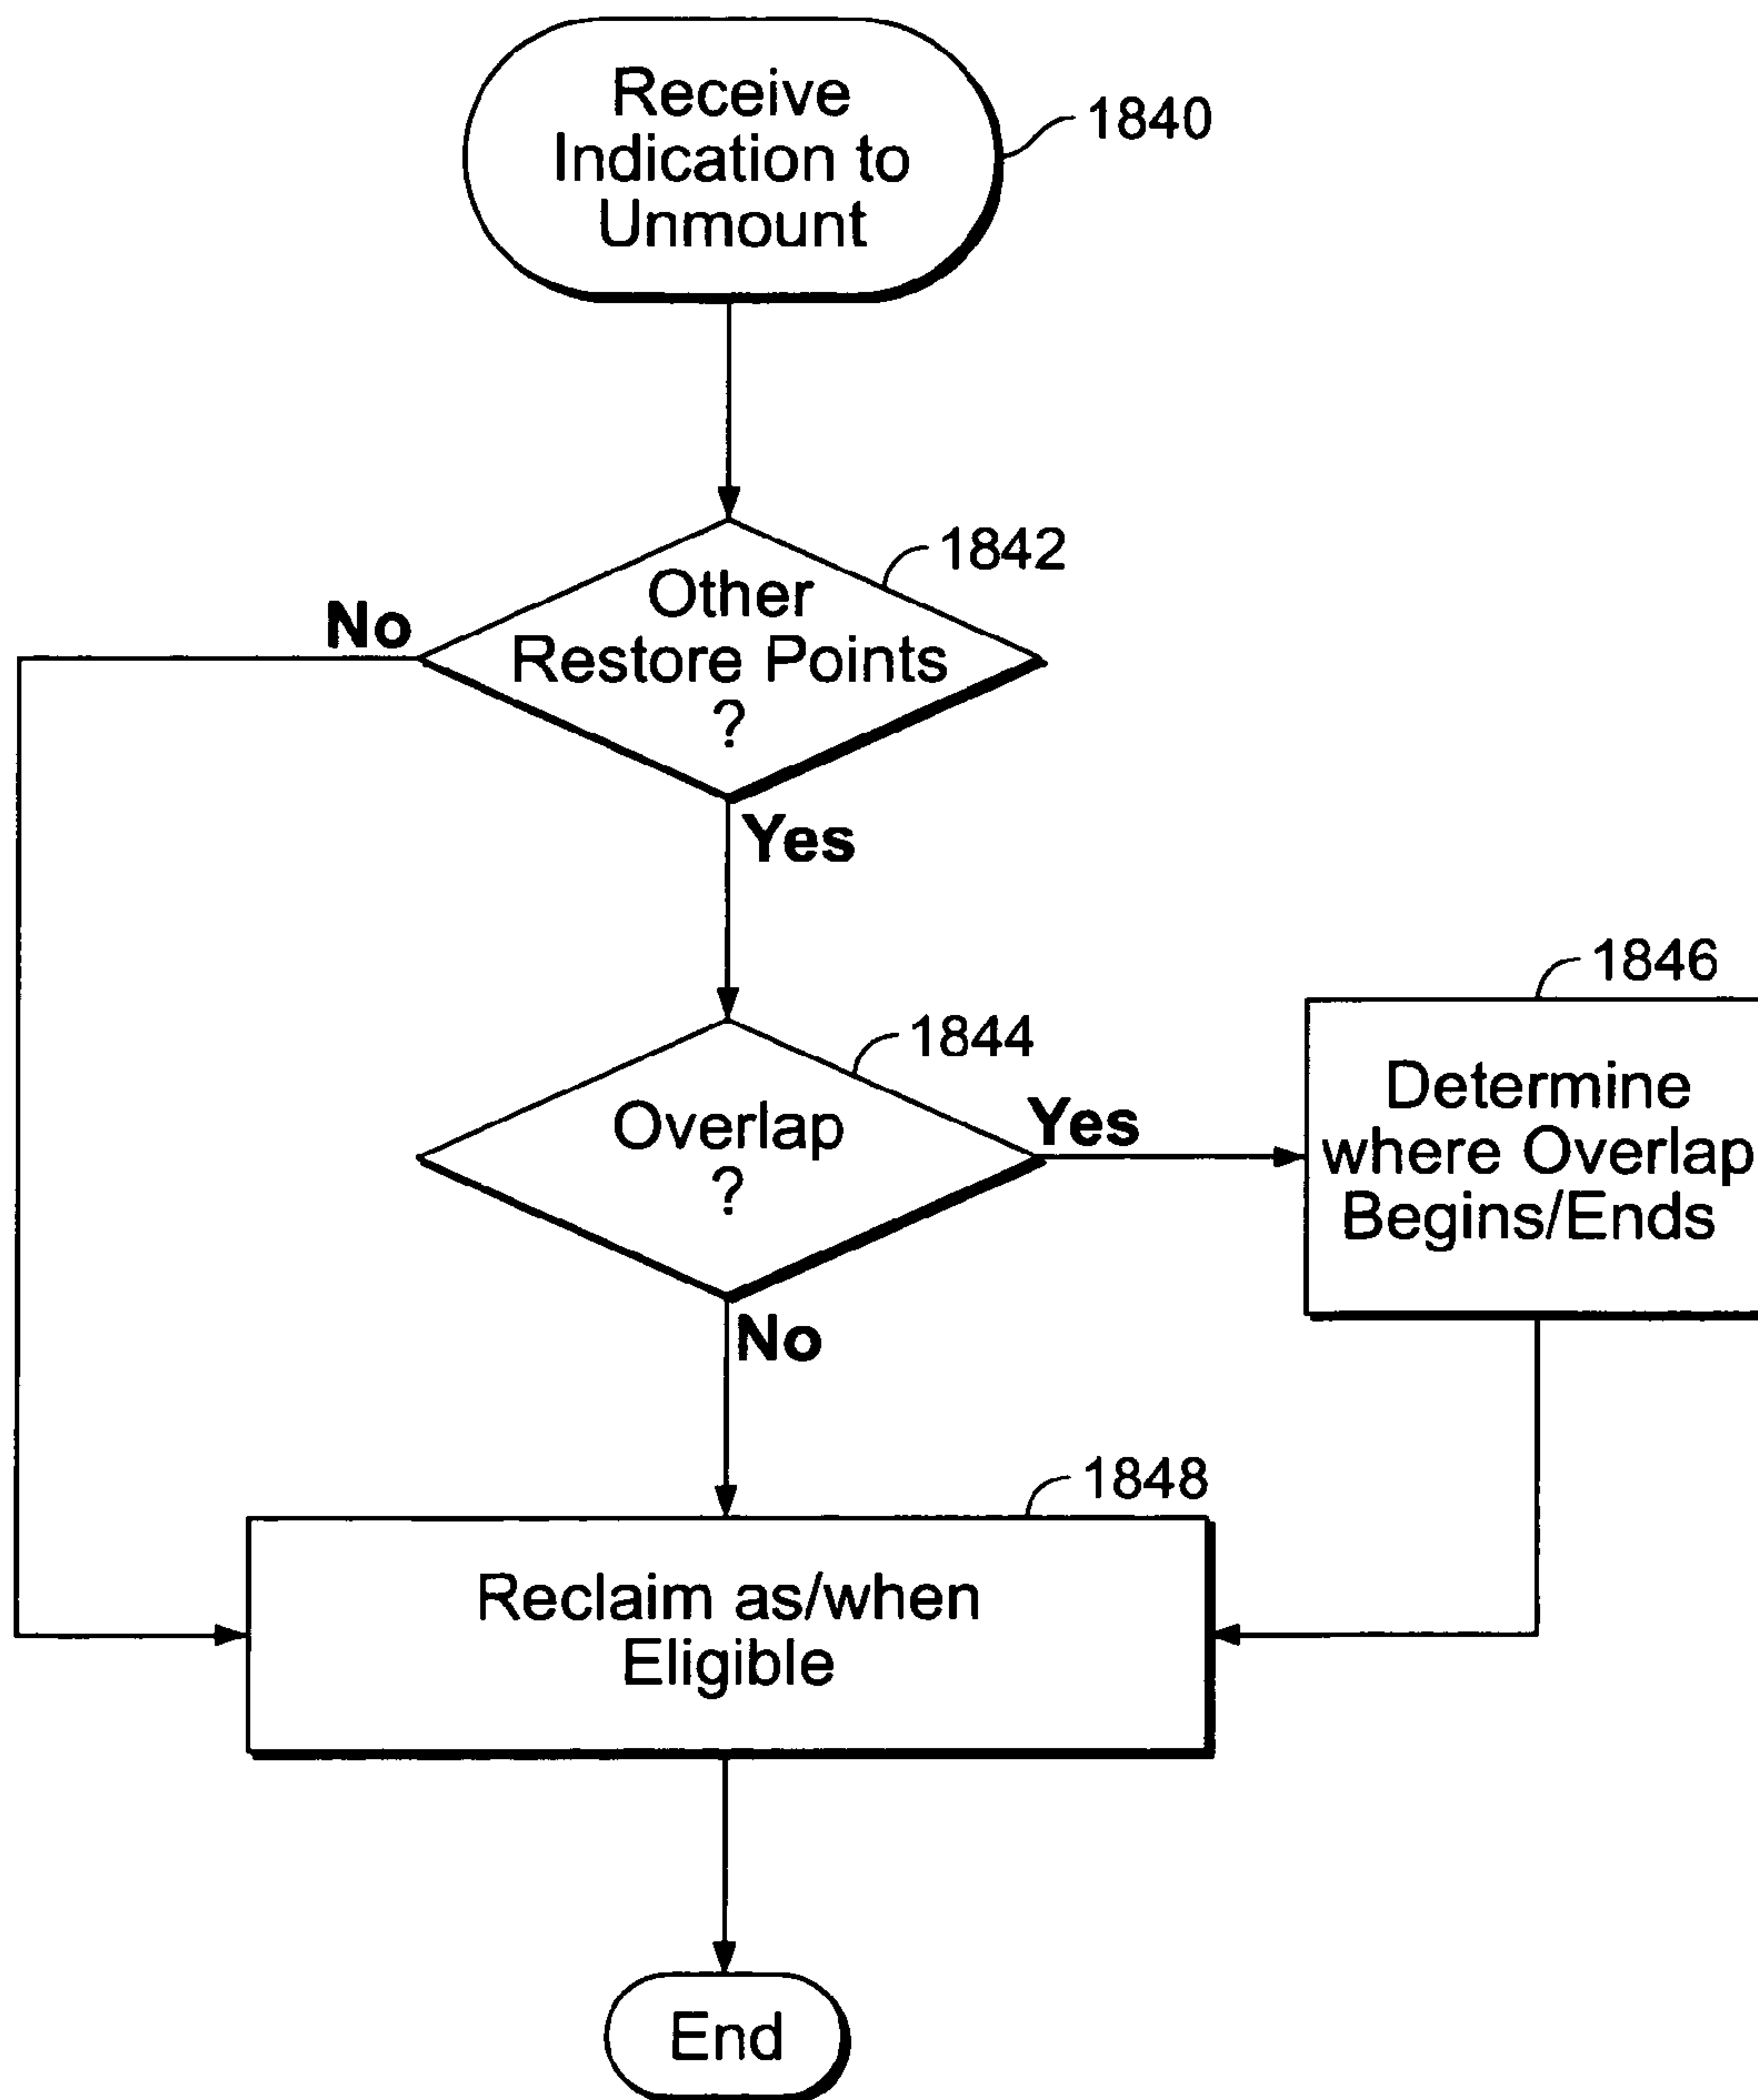 Receive
Indication to
Unmount
1840
1842
Other
Restore Points
?
No
Yes
1844
Overlap
?
Yes
1846
Determine
where Overlap
Begins/Ends
No
1848
Reclaim as/when
Eligible
End